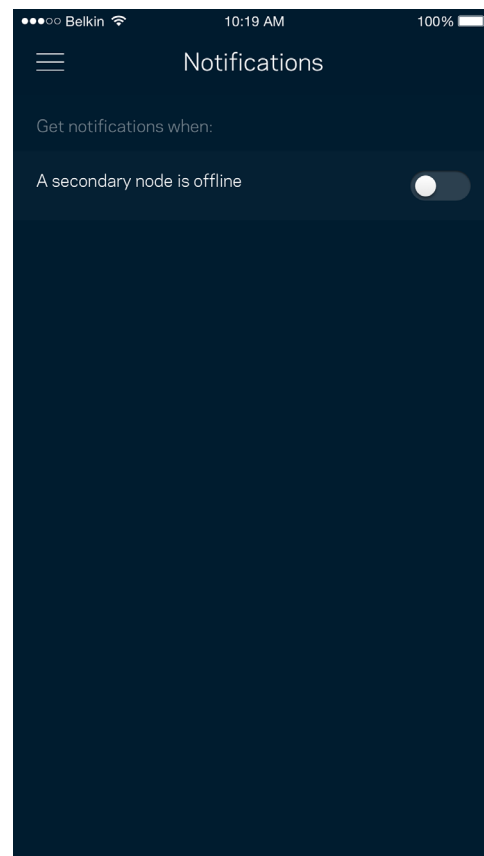 Belkin 10:19 AM 100%
Notifications
Get notifications when:
A secondary node is offline